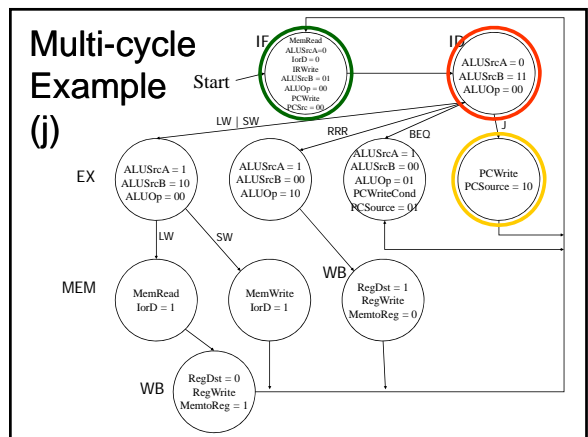 Multi-cycle
Example
(j)
IF
MemRead
ALUSrcA=0
IorD = 0
IRWrite
ALUSrcB = 01
ALUOp = 00
PCWrite
PCSrc = 00
Start
ID
ALUSrcA = 0
ALUSrcB = 11
ALUOp = 00
LW | SW
RRR
BEQ
J
EX
ALUSrcA = 1
ALUSrcB = 10
ALUOp = 00
ALUSrcA = 1
ALUSrcB = 00
ALUOp = 10
ALUSrcA = 1
ALUSrcB = 00
ALUOp = 01
PCWriteCond
PCSource = 01
PCWrite
PCSource = 10
LW
SW
MEM
MemRead
IorD = 1
MemWrite
IorD = 1
WB
RegDst = 1
RegWrite
MemtoReg = 0
WB
RegDst = 0
RegWrite
MemtoReg = 1